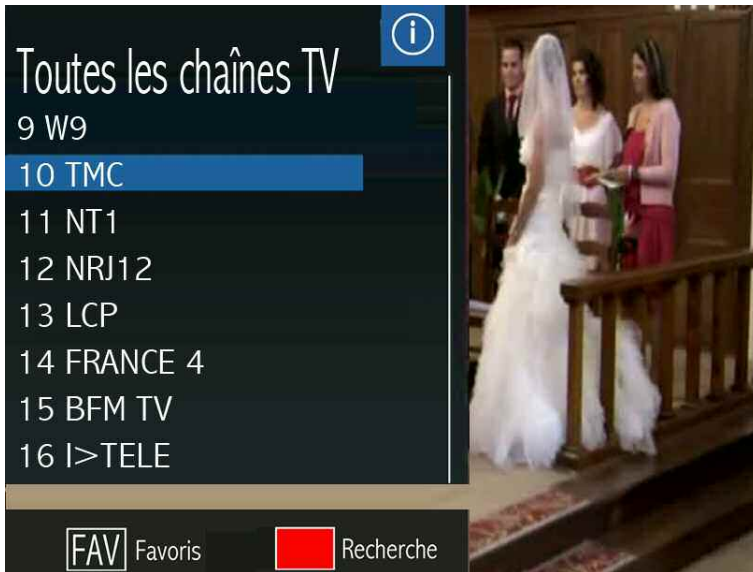 Toutes les chaînes TV
9 W9
10 TMC
11 NT1
12 NRJ12
13 LCP
14 FRANCE 4
15 BFM TV
16 I>TELE
FAV Favoris
Recherche